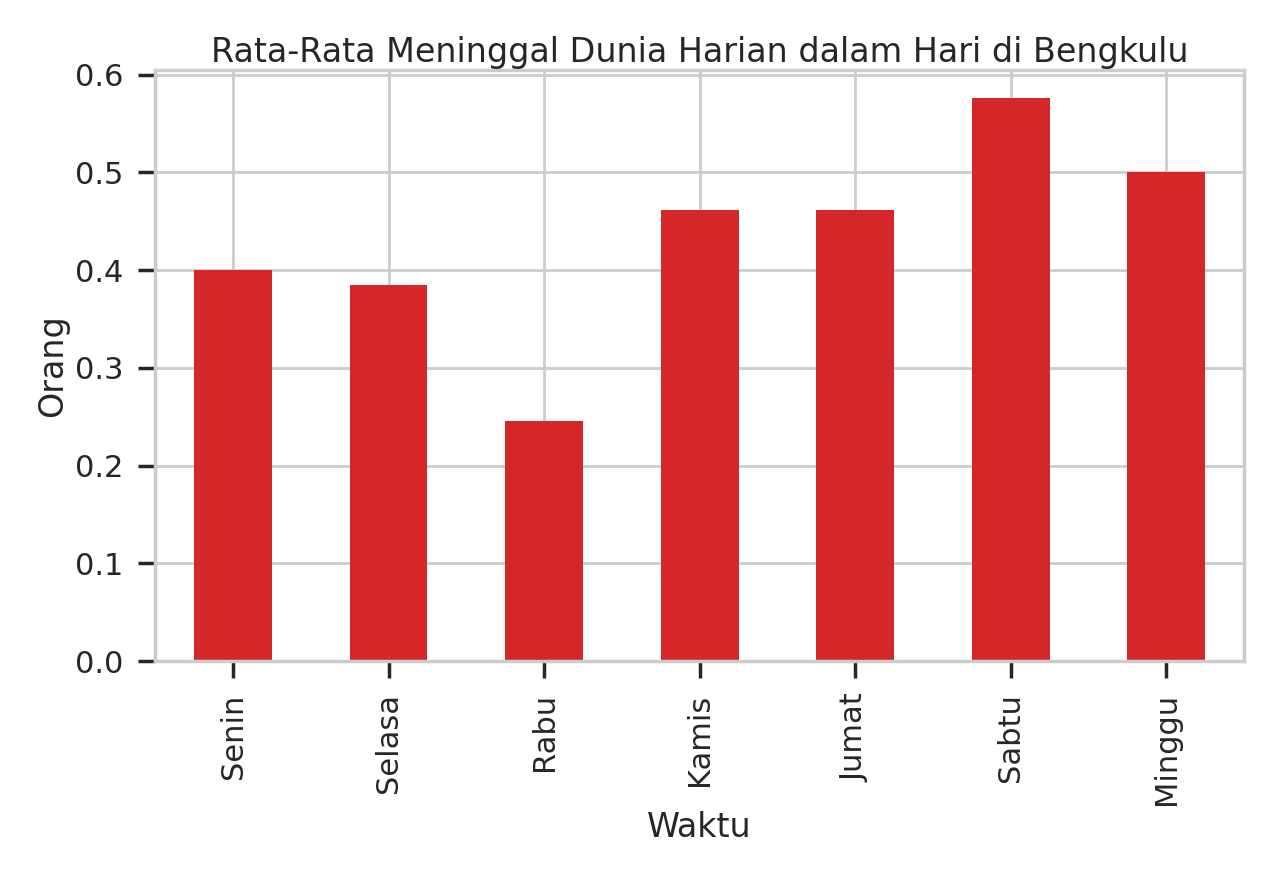 Rata-Rata Meninggal Dunia Harian dalam Hari di Bengkulu
0.6
0.5
0.4
0.3
0.2
0.1
0.0
Orang
Senin
Selasa
Rabu
Kamis
Jumat
Sabtu
Minggu
Waktu